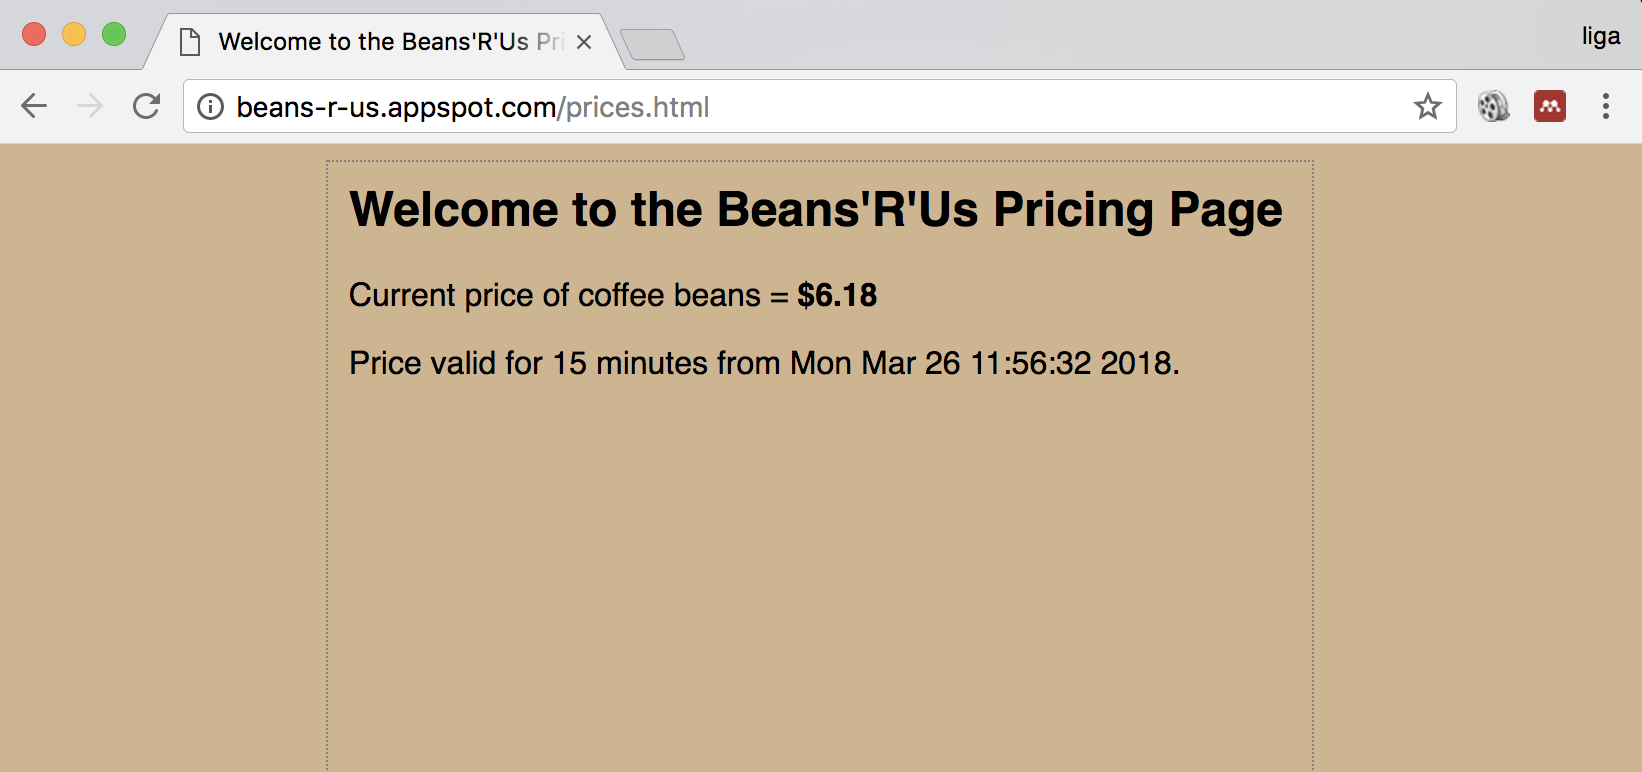 Welcome to the Beans'R'Us Pri
liga
beans-r-us.appspot.com/prices.html
Welcome to the Beans'R'Us Pricing Page
Current price of coffee beans = $6.18
Price valid for 15 minutes from Mon Mar 26 11:56:32 2018.